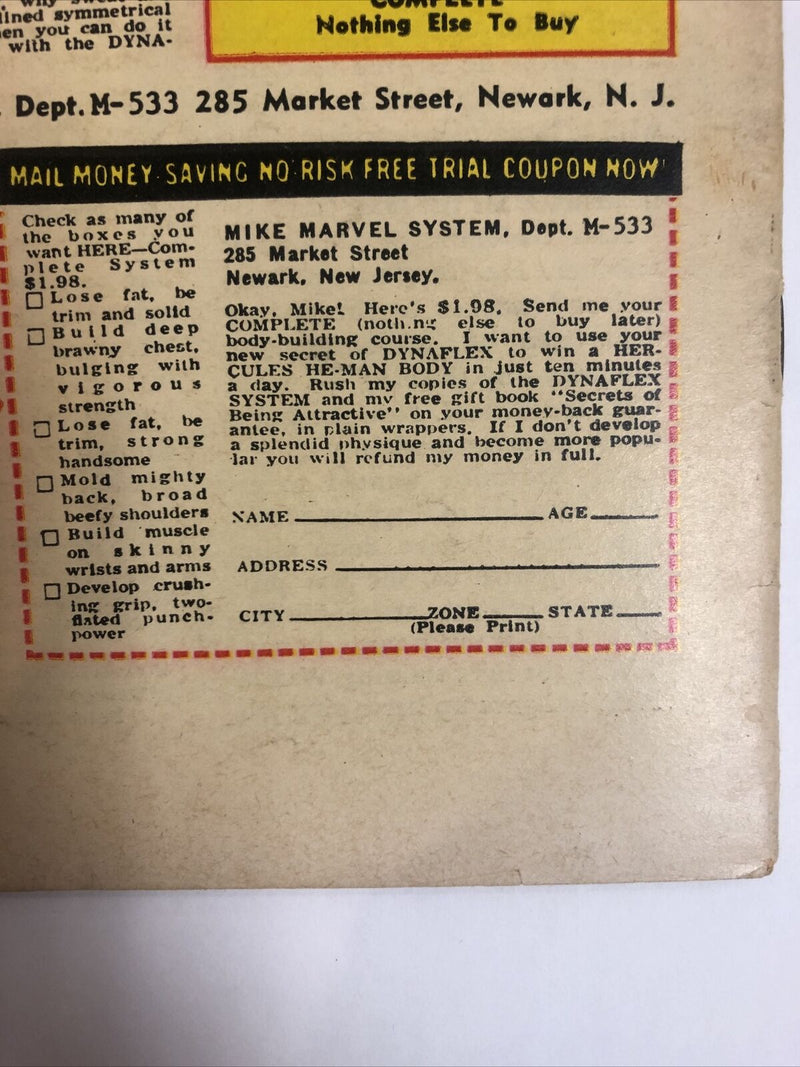 lined symmetrical
en you can do it
with the DYNA-
COMPLETE
Nothing Else To Buy
Dept. M-533 285 Market Street, Newark, N. J.
MAIL MONEY SAVING NO RISK FREE TRIAL COUPON NOW
Check as many of
the boxes you
want HERE—Com-
plete System
$1.98.
Lose fat, be
trim and solid
Build deep
brawny chest,
bulging with
vigorous
strength
Lose fat, be
trim, strong
handsome
Mold mighty
back, broad
beefy shoulders
Build muscle
on skinny
wrists and arms
Develop crush-
ing grip, two-
fisted punch-
power
MIKE MARVEL SYSTEM, Dept. M-533
285 Market Street
Newark, New Jersey.
Okay, Mike! Here's $1.98. Send me your
COMPLETE (nothing else to buy later)
body-building course. I want to use your
new secret of DYNAFLEX to win a HER-
CULES HE-MAN BODY in just ten minutes
a day. Rush my copies of the DYNAFLEX
SYSTEM and my free gift book "Secrets of
Being Attractive" on your money-back guar-
antee, in plain wrappers. If I don't develop
a splendid physique and become more popu-
lar you will refund my money in full.
NAME AGE
ADDRESS
CITY ZONE STATE
(Please Print)